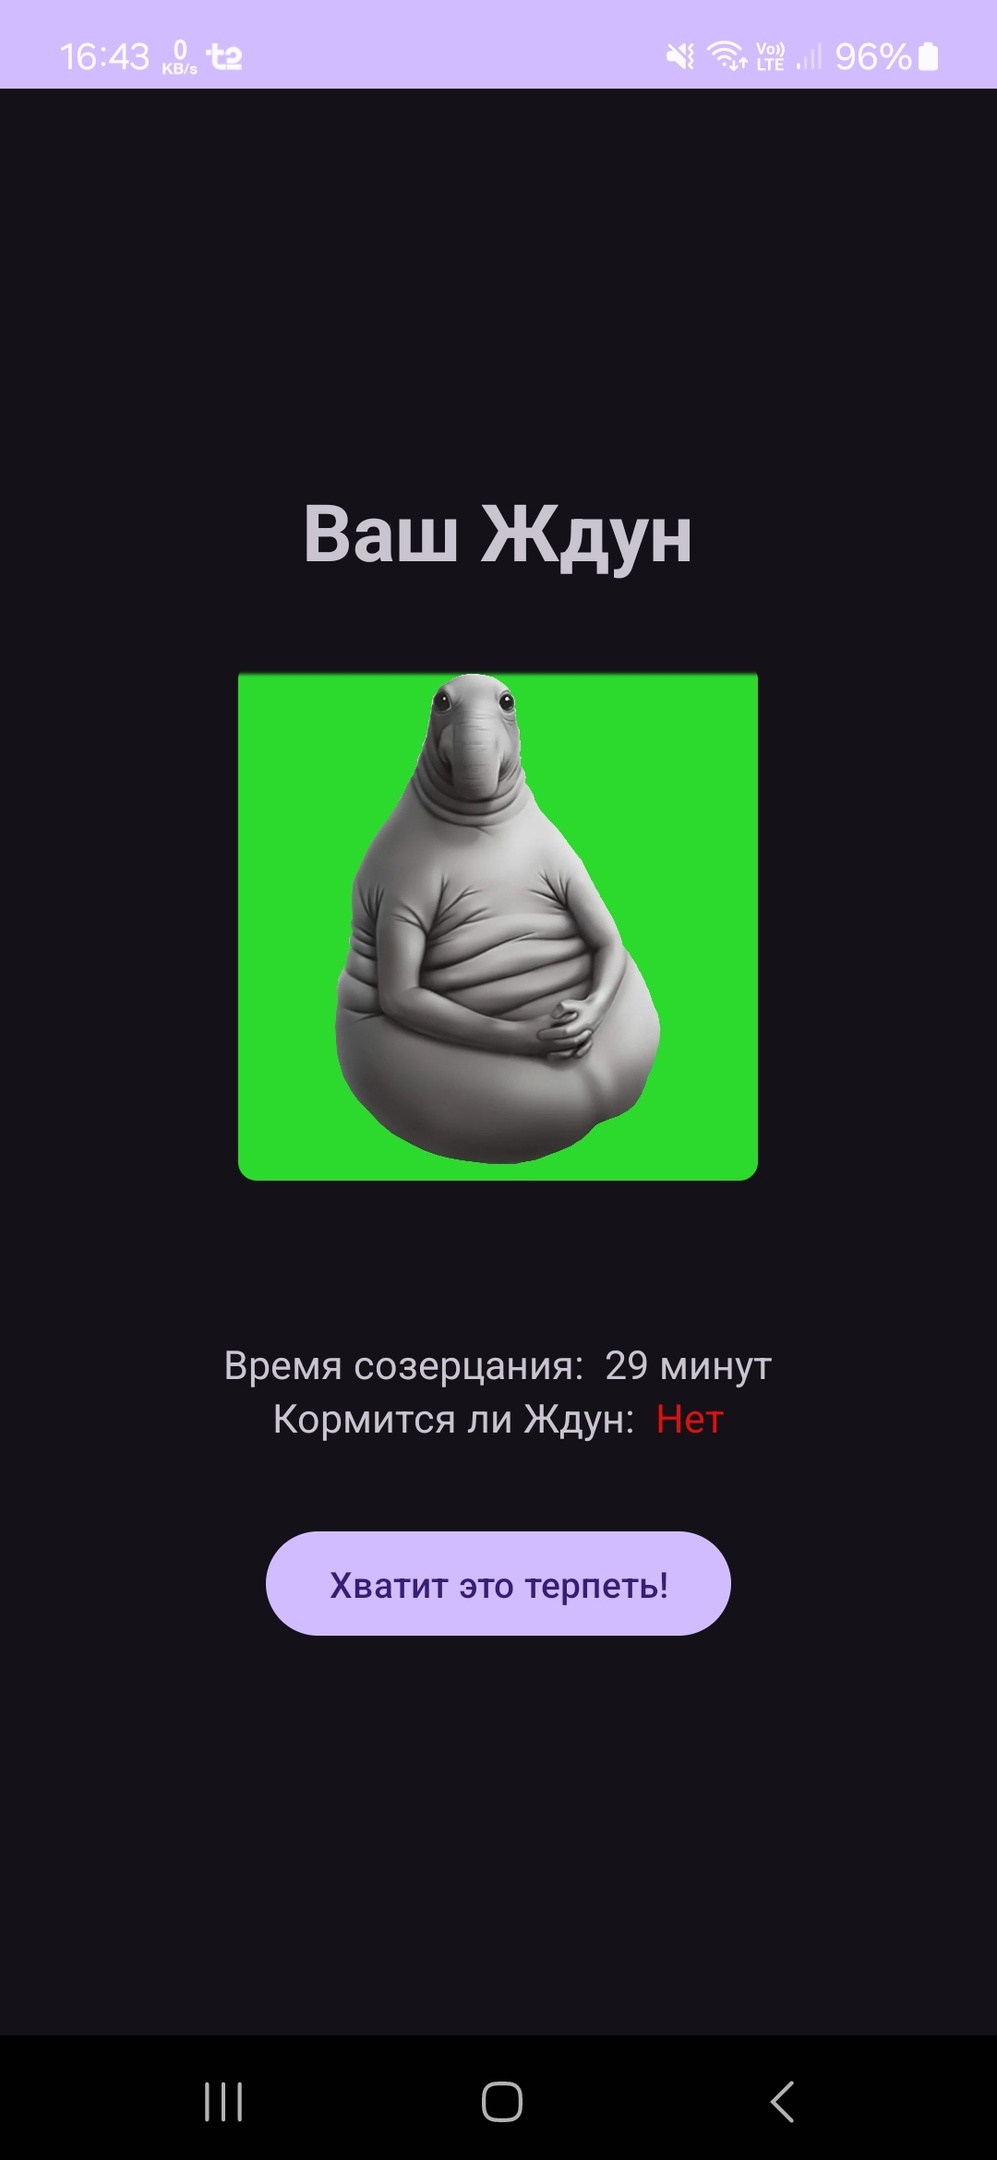 16:43 0 KB/s t2 Vo)) LTE 96%
Ваш Ждун
Время созерцания: 29 минут
Кормится ли Ждун: Нет
Хватит это терпеть!